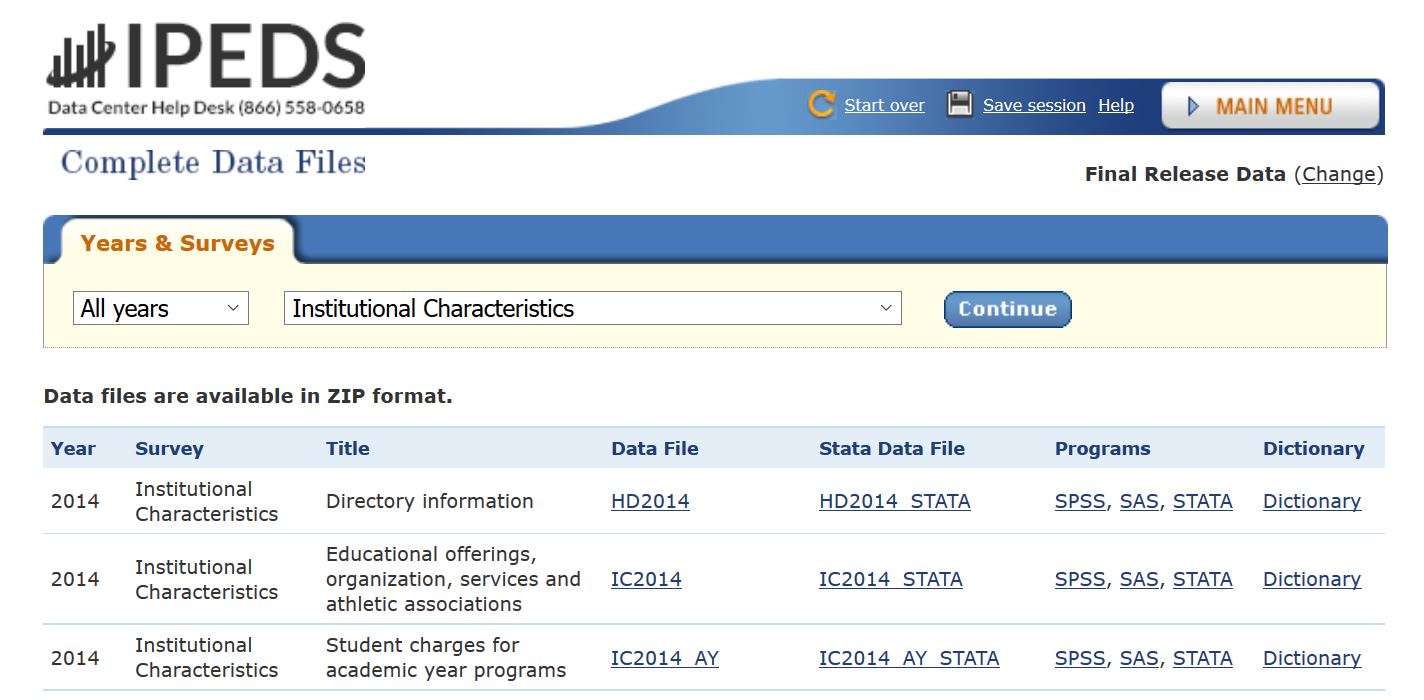 IPEDS
Data Center Help Desk (866) 558-0658
Start over Save session Help MAIN MENU
Complete Data Files
Final Release Data (Change)
Years & Surveys
All years Institutional Characteristics Continue
Data files are available in ZIP format.
Year Survey Title Data File Stata Data File Programs Dictionary
2014 Institutional Characteristics Directory information HD2014 HD2014_STATA SPSS, SAS, STATA Dictionary
2014 Institutional Characteristics Educational offerings, organization, services and athletic associations IC2014 IC2014_STATA SPSS, SAS, STATA Dictionary
2014 Institutional Characteristics Student charges for academic year programs IC2014_AY IC2014_AY_STATA SPSS, SAS, STATA Dictionary